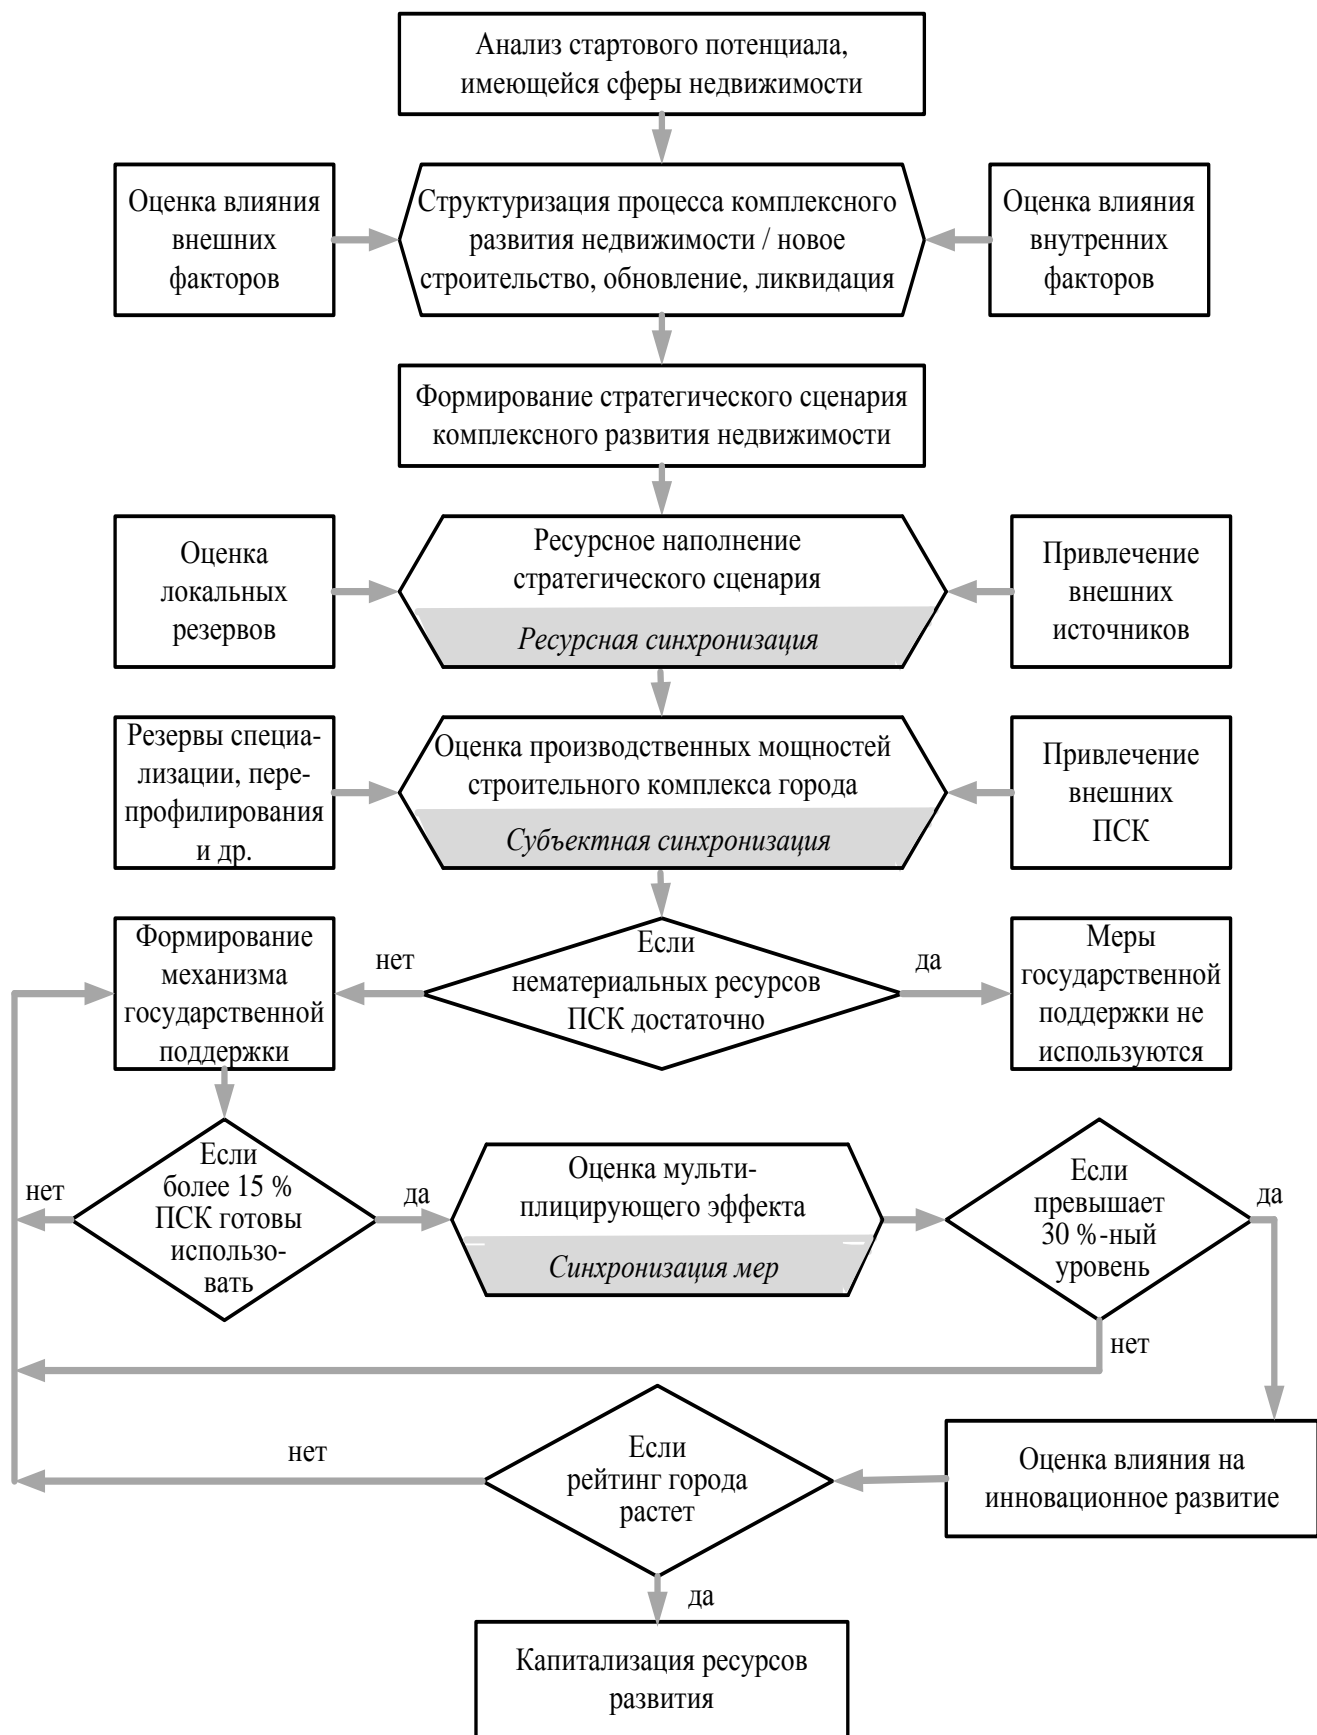 Анализ стартового потенциала,
имеющейся сферы недвижимости
Оценка влияния
внешних
факторов
Структуризация процесса комплексного
развития недвижимости / новое
строительство, обновление, ликвидация
Оценка влияния
внутренних
факторов
Формирование стратегического сценария
комплексного развития недвижимости
Оценка
локальных
резервов
Ресурсное наполнение
стратегического сценария
Ресурсная синхронизация
Привлечение
внешних
источников
Резервы специа-
лизации, пере-
профилирования
и др.
Оценка производственных мощностей
строительного комплекса города
Субъектная синхронизация
Привлечение
внешних
ПСК
Формирование
механизма
государственной
поддержки
нет
Если
нематериальных ресурсов
ПСК достаточно
да
Меры
государственной
поддержки не
используются
нет
Если
более 15 %
ПСК готовы
использо-
вать
да
Оценка мульти-
плицирующего эффекта
Синхронизация мер
Если
превышает
30 %-ный
уровень
да
нет
нет
Если
рейтинг города
растет
Оценка влияния на
инновационное развитие
да
Капитализация ресурсов
развития